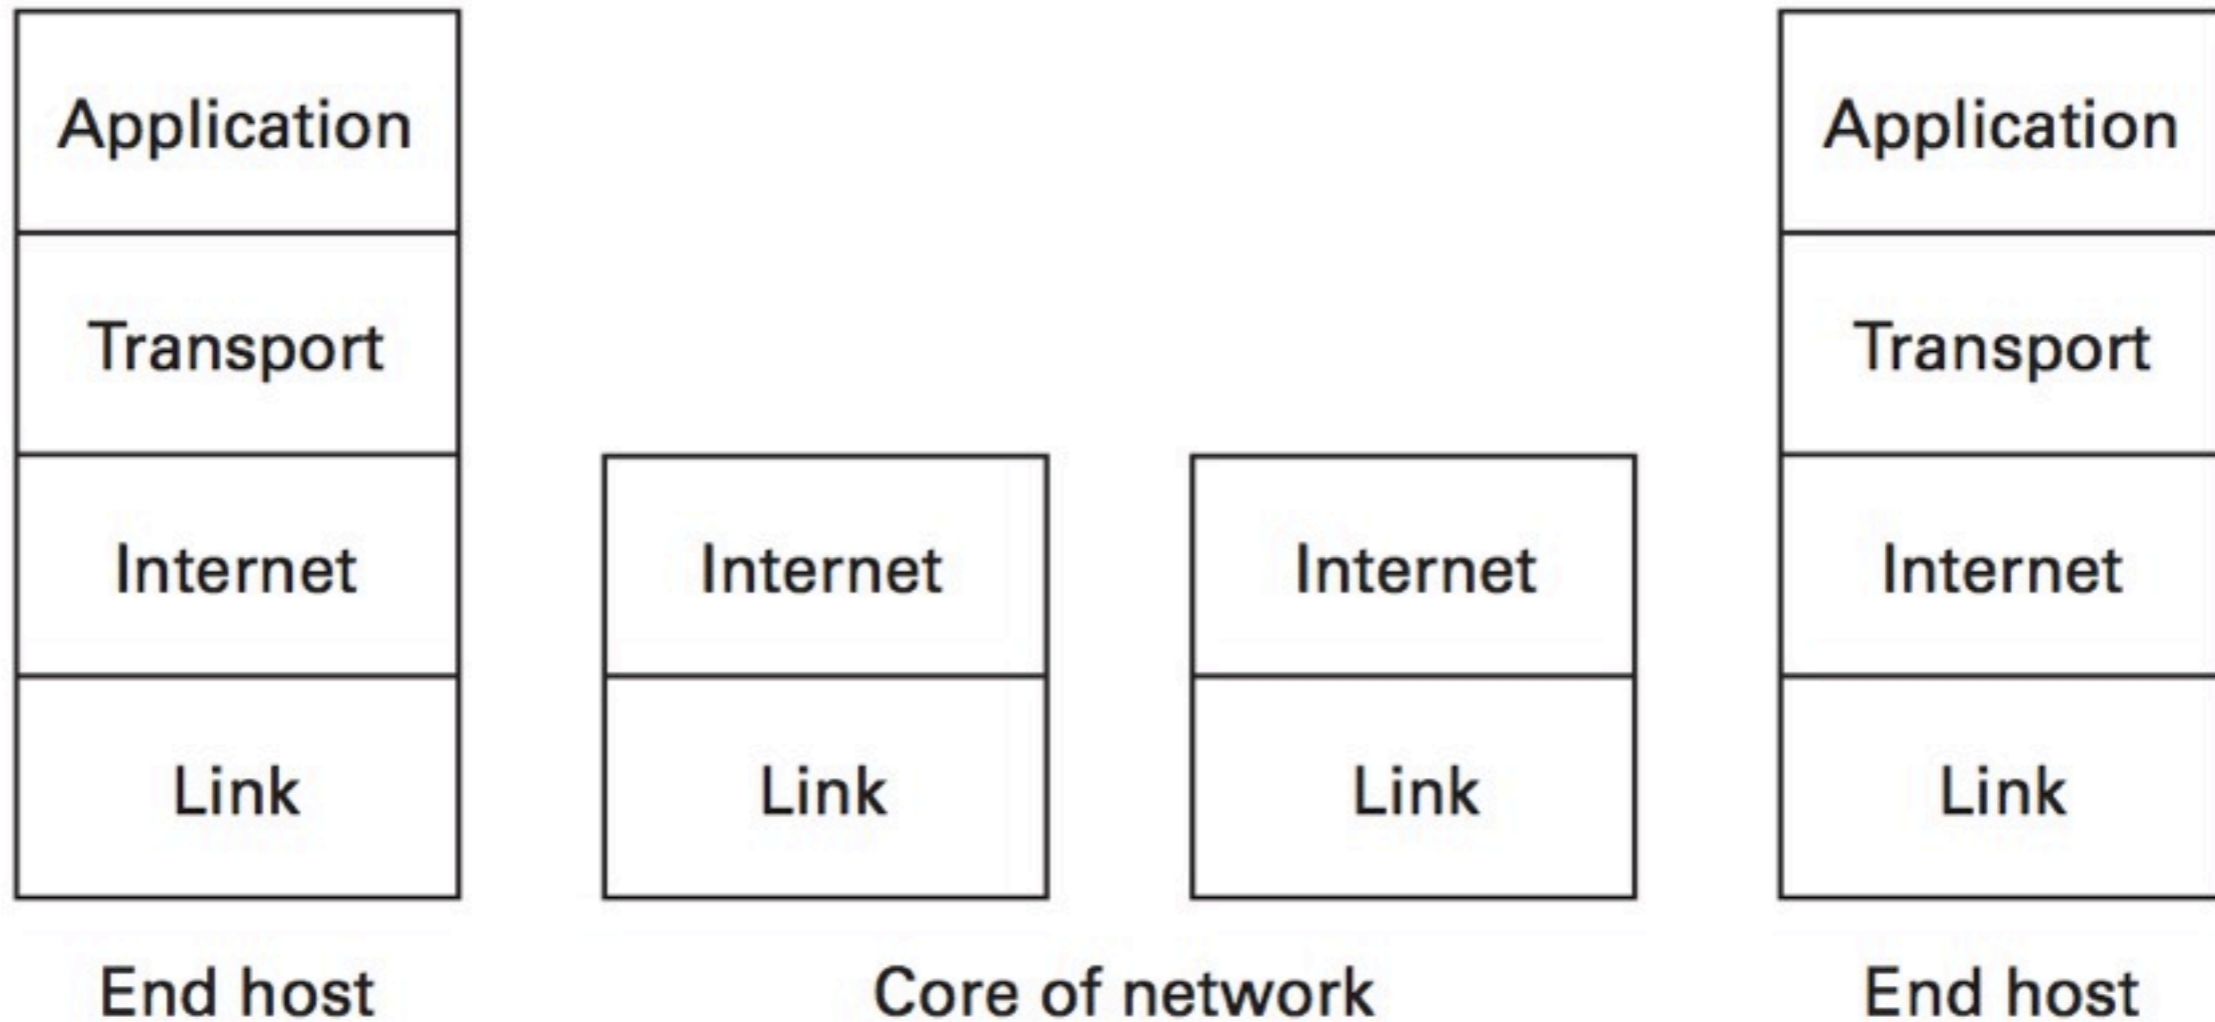 Application
Application
Transport
Transport
Internet
Internet
Internet
Internet
Link
Link
Link
Link
End host
Core of network
End host